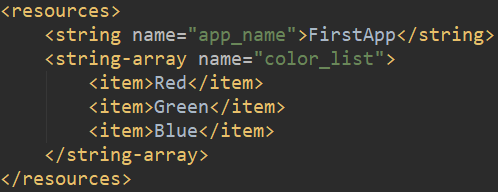 <resources>
    <string name="app_name">FirstApp</string>
    <string-array name="color_list">
        <item>Red</item>
        <item>Green</item>
        <item>Blue</item>
    </string-array>
</resources>